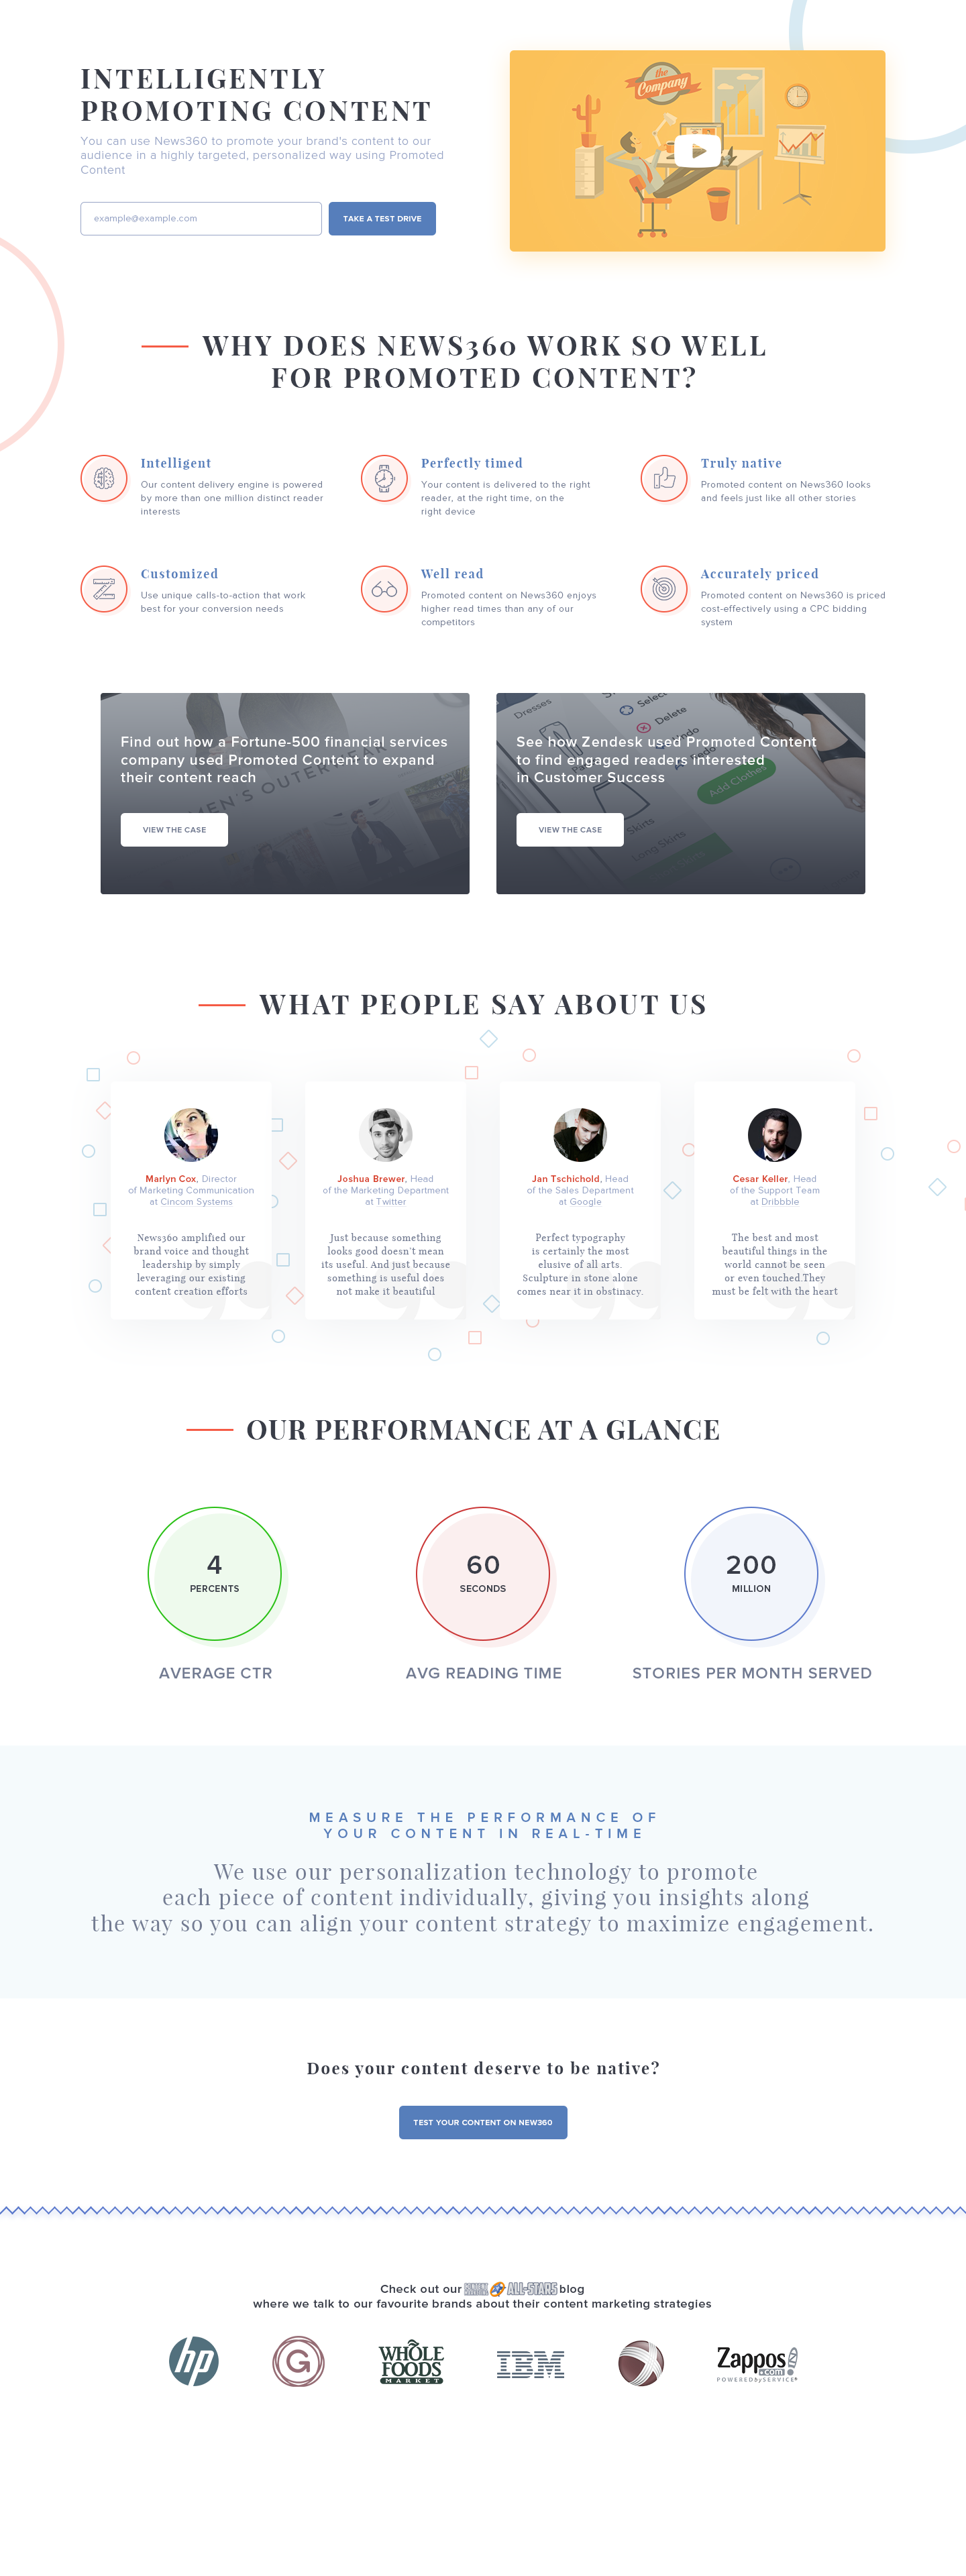 INTELLIGENTLY
PROMOTING CONTENT
You can use News360 to promote your brand's content to our
audience in a highly targeted, personalized way using Promoted
Content
example@example.com
TAKE A TEST DRIVE
the
Company
WHY DOES NEWS360 WORK SO WELL
FOR PROMOTED CONTENT?
Intelligent
Our content delivery engine is powered
by more than one million distinct reader
interests
Perfectly timed
Your content is delivered to the right
reader, at the right time, on the
right device
Truly native
Promoted content on News360 looks
and feels just like all other stories
Customized
Use unique calls-to-action that work
best for your conversion needs
Well read
Promoted content on News360 enjoys
higher read times than any of our
competitors
Accurately priced
Promoted content on News360 is priced
cost-effectively using a CPC bidding
system
Find out how a Fortune-500 financial services
company used Promoted Content to expand
their content reach
MEN'S OUTERWEAR
VIEW THE CASE
See how Zendesk used Promoted Content
to find engaged readers interested
in Customer Success
Dresses
Select
Delete
Undo
Add Clothes
Skirts
Long Skirts
VIEW THE CASE
WHAT PEOPLE SAY ABOUT US
Marlyn Cox, Director
of Marketing Communication
at Cincom Systems
News360 amplified our
brand voice and thought
leadership by simply
leveraging our existing
content creation efforts
Joshua Brewer, Head
of the Marketing Department
at Twitter
Just because something
looks good doesn't mean
its useful. And just because
something is useful does
not make it beautiful
Jan Tschichold, Head
of the Sales Department
at Google
Perfect typography
is certainly the most
elusive of all arts.
Sculpture in stone alone
comes near it in obstinacy.
Cesar Keller, Head
of the Support Team
at Dribbble
The best and most
beautiful things in the
world cannot be seen
or even touched.They
must be felt with the heart
OUR PERFORMANCE AT A GLANCE
4
PERCENTS
AVERAGE CTR
60
SECONDS
AVG READING TIME
200
MILLION
STORIES PER MONTH SERVED
MEASURE THE PERFORMANCE OF
YOUR CONTENT IN REAL-TIME
We use our personalization technology to promote
each piece of content individually, giving you insights along
the way so you can align your content strategy to maximize engagement.
Does your content deserve to be native?
TEST YOUR CONTENT ON NEW360
Check out our ALL-STARS blog
where we talk to our favourite brands about their content marketing strategies
hp
G
WHOLE
FOODS
MARKET
IBM
Zappos
.com
POWERED by SERVICE